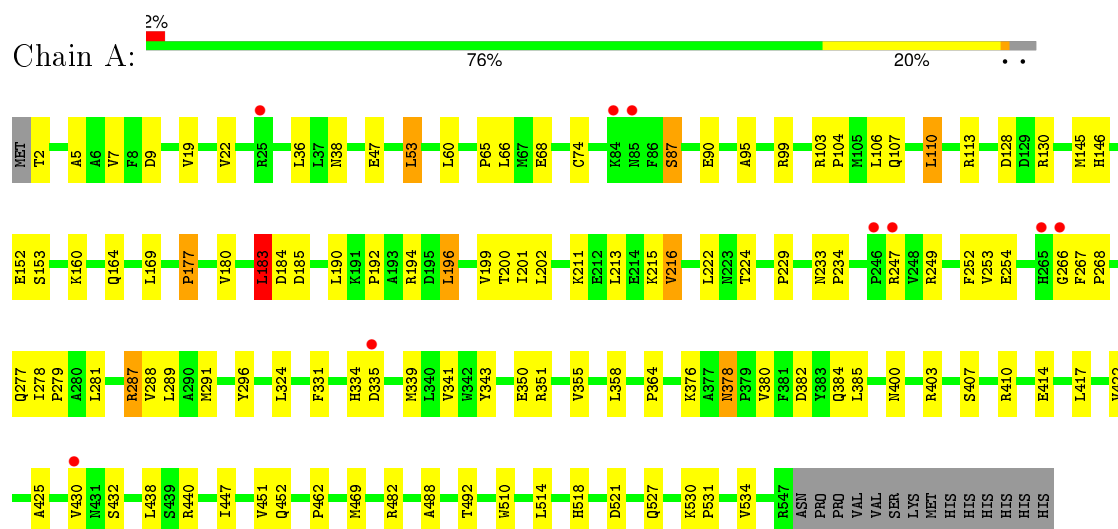 2%
Chain A:
76% 20% • •
MET T2 A5 A6 V7 F8 D9 V19 V22 R25 L36 L37 N38 E47 L53 L60 P65 L66 M67 E68 C74 K84 N85 F86 S87 E90 A95 R99 R103 P104 M105 L106 Q107 L110 R113 D128 D129 R130 M145 H146
E152 S153 K160 Q164 L169 P177 V180 L183 D184 D185 L190 K191 P192 A193 R194 D195 L196 V199 T200 I201 L202 K211 E212 L213 E214 K215 V216 L222 N223 T224 P229 N233 P234 P246 R247 V248 R249 F252 V253 E254 H265 G266 F267 P268
Q277 I278 P279 A280 L281 R287 V288 L289 A290 M291 Y296 L324 F331 H334 D335 M339 L340 V341 W342 Y343 E350 R351 V355 L358 P364 K376 A377 N378 P379 V380 F381 D382 Y383 Q384 L385 N400 R403 S407 R410 E414 L417 V422
A425 V430 N431 S432 L438 S439 R440 I447 V451 Q452 P462 M469 R482 A488 T492 W510 L514 H518 D521 Q527 K530 P531 V534 R547 ASN PRO PRO VAL VAL SER LYS MET HIS HIS HIS HIS HIS HIS